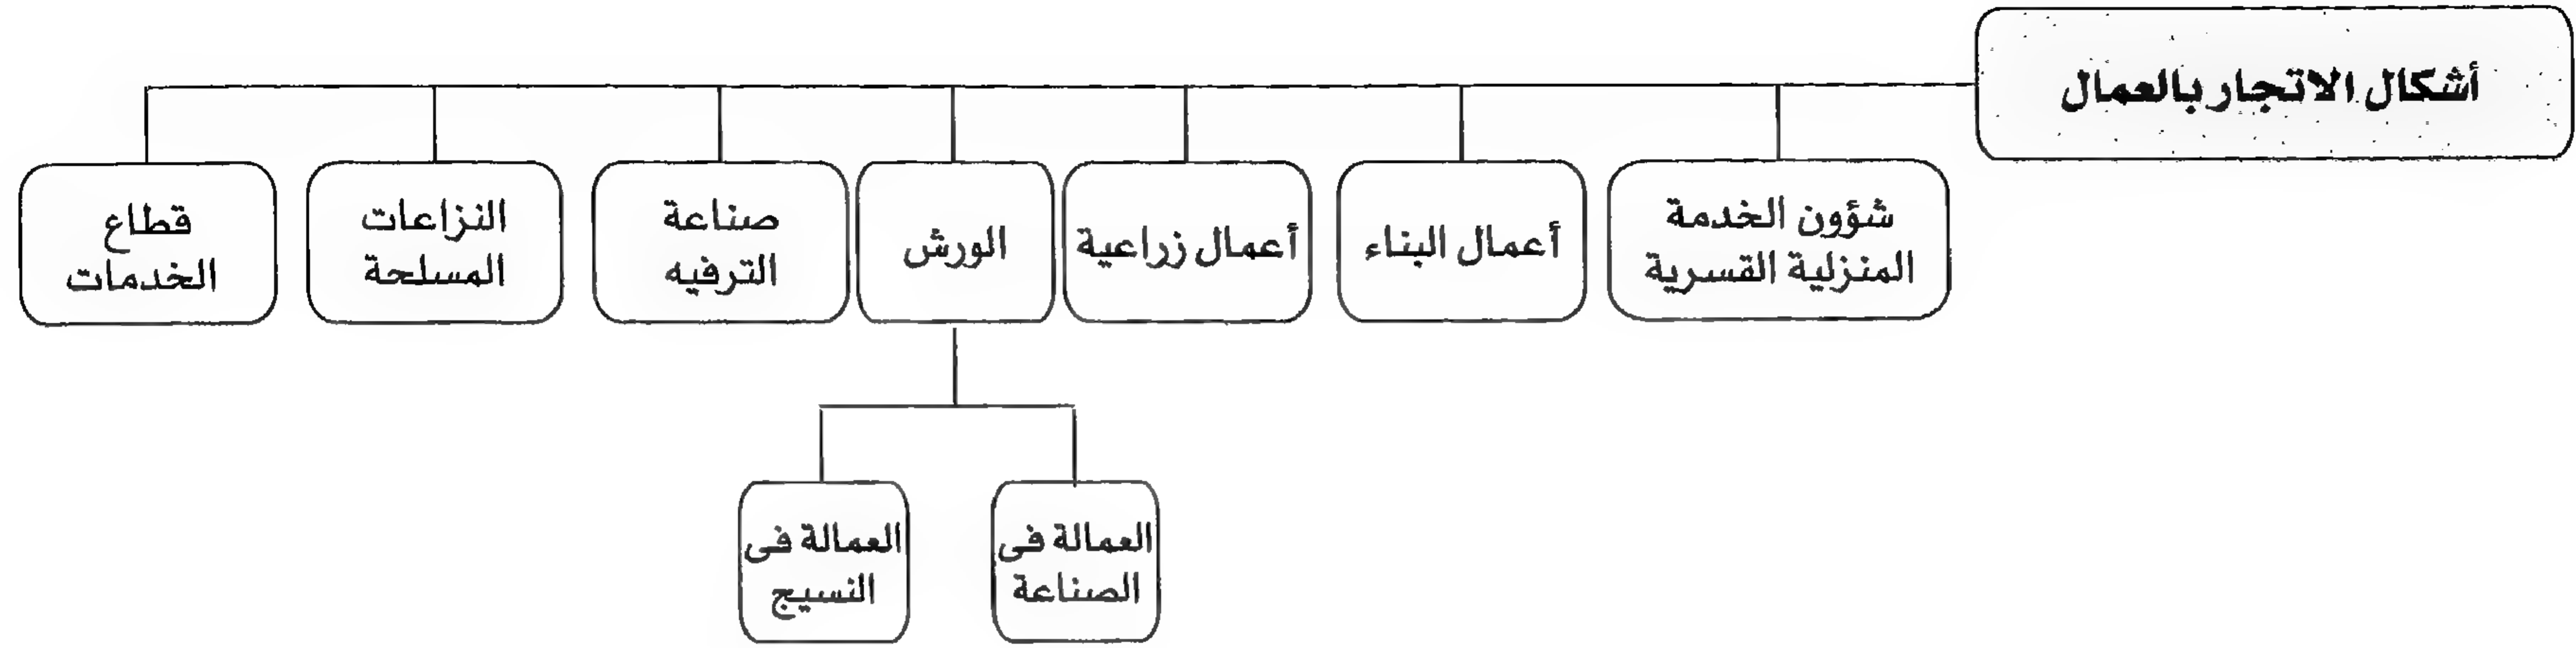 أشكال الاتجار بالعمال
شؤون الخدمة
المنزلية القسرية
أعمال البناء
أعمال زراعية
الورش
صناعة
الترفيه
النزاعات
المسلحة
قطاع
الخدمات
العمالة فى
الصناعة
العمالة فى
النسيج